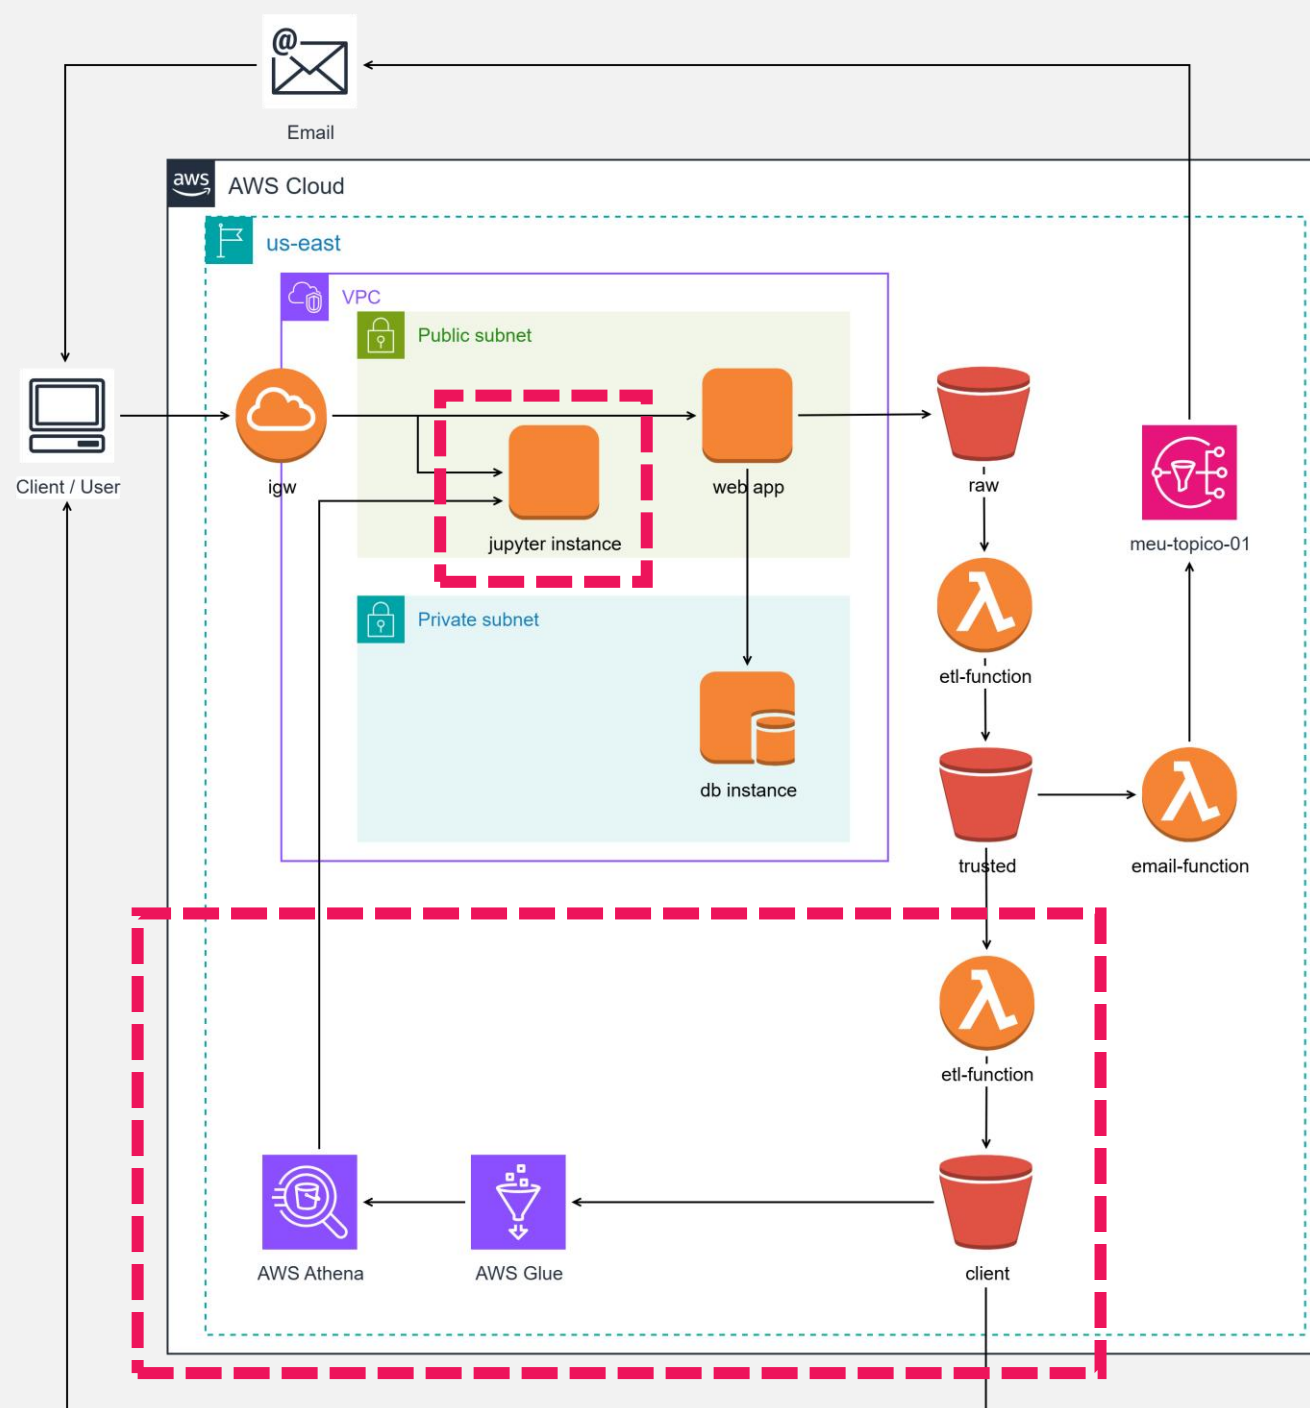 @
Email
aws
AWS Cloud
us-east
VPC
Public subnet
Client / User
igw
jupyter instance
web app
raw
meu-topico-01
Private subnet
etl-function
db instance
trusted
email-function
etl-function
AWS Athena
AWS Glue
client